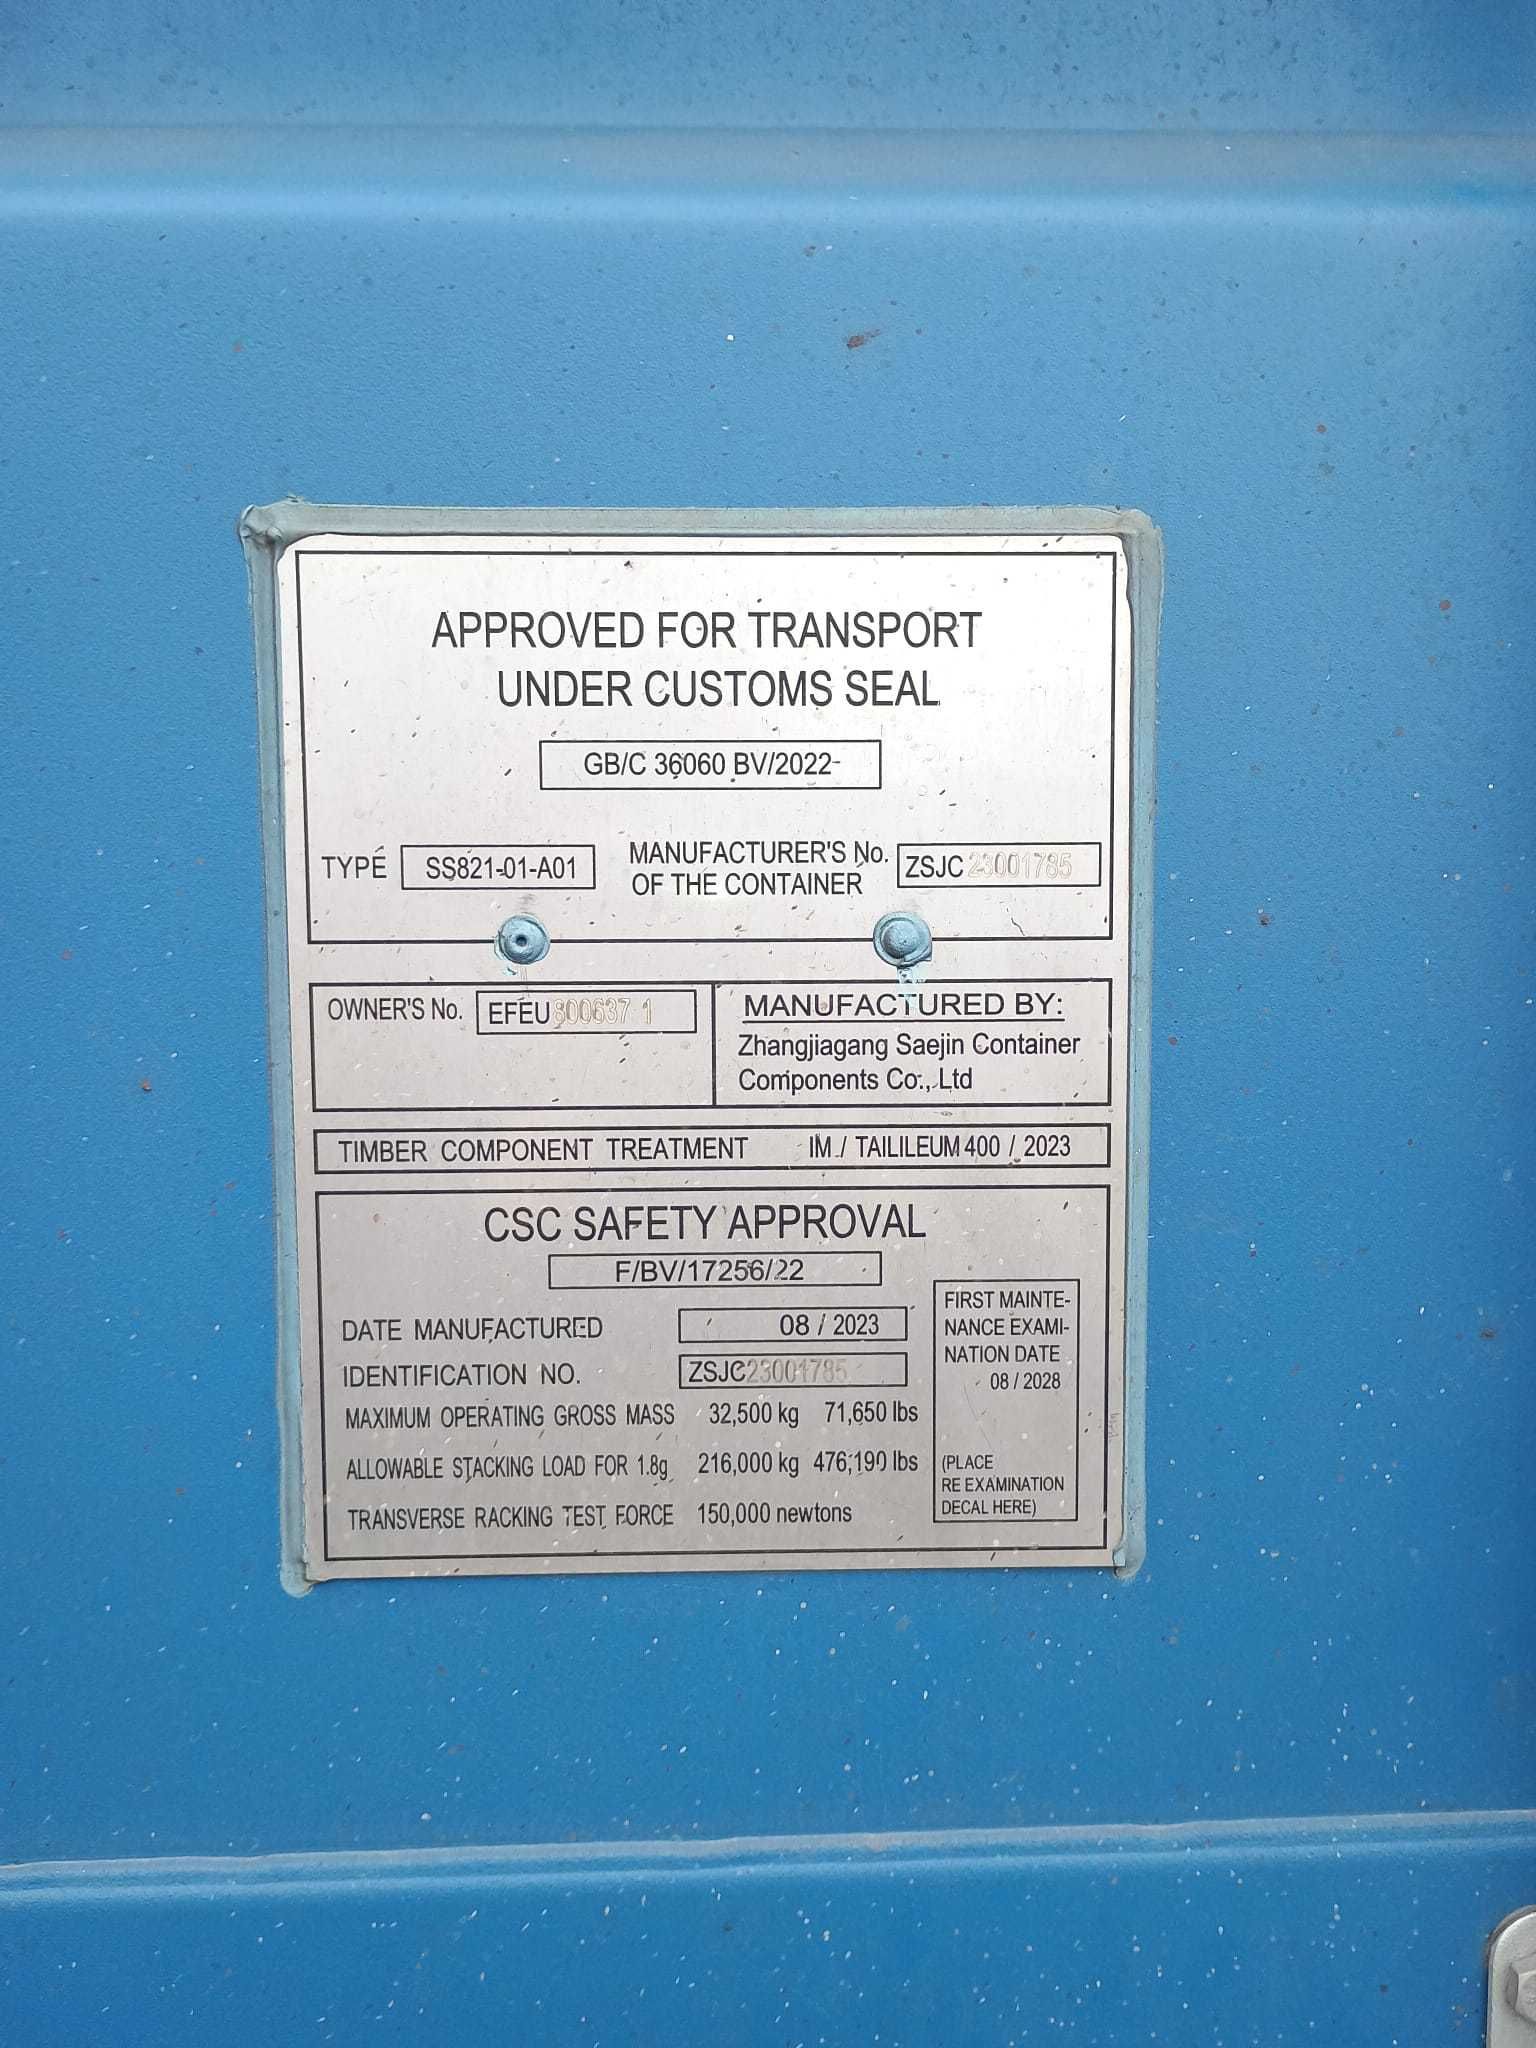 APPROVED FOR TRANSPORT
UNDER CUSTOMS SEAL
GB/C 36060 BV/2022
TYPE SS821-01-A01 MANUFACTURER'S No. OF THE CONTAINER ZSJC 23001785
OWNER'S No. EFEU 800637 1
MANUFACTURED BY:
Zhangjiagang Saejin Container
Components Co., Ltd
TIMBER COMPONENT TREATMENT IM / TAILILEUM 400 / 2023
CSC SAFETY APPROVAL
F/BV/17256/22
DATE MANUFACTURED 08 / 2023
IDENTIFICATION NO. ZSJC23001785
MAXIMUM OPERATING GROSS MASS 32,500 kg 71,650 lbs
ALLOWABLE STACKING LOAD FOR 1.8g 216,000 kg 476,190 lbs
TRANSVERSE RACKING TEST FORCE 150,000 newtons
FIRST MAINTE-
NANCE EXAMI-
NATION DATE
08 / 2028
(PLACE
RE EXAMINATION
DECAL HERE)